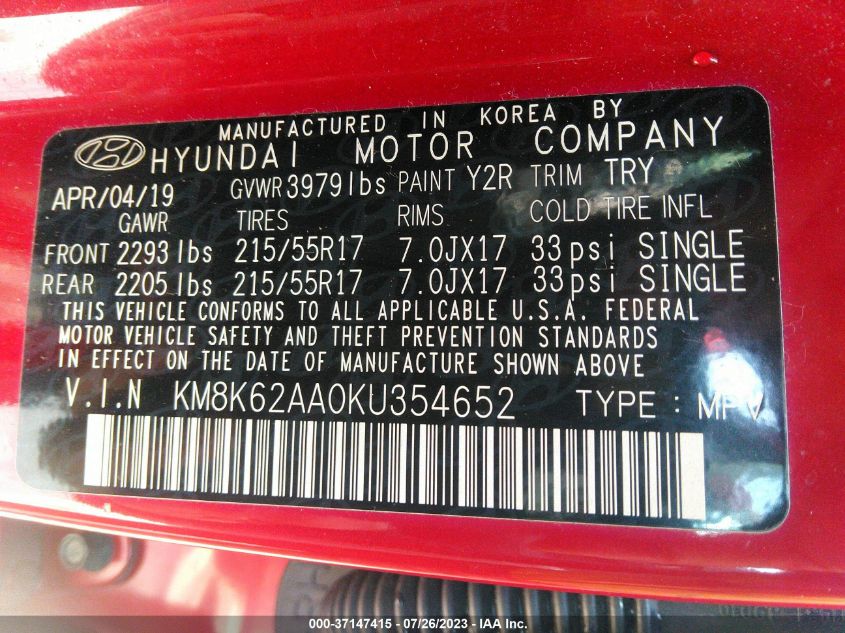 MANUFACTURED IN KOREA BY
HYUNDAI MOTOR COMPANY
APR/04/19 GVWR 3979lbs PAINT Y2R TRIM TRY
GAWR TIRES RIMS COLD TIRE INFL
FRONT 2293 lbs 215/55R17 7.0JX17 33psi SINGLE
REAR 2205 lbs 215/55R17 7.0JX17 33psi SINGLE
THIS VEHICLE CONFORMS TO ALL APPLICABLE U.S.A. FEDERAL
MOTOR VEHICLE SAFETY AND THEFT PREVENTION STANDARDS
IN EFFECT ON THE DATE OF MANUFACTURE SHOWN ABOVE
V.I.N KM8K62AA0KU354652 TYPE : MPV
000-37147415 - 07/26/2023 - © IAA Inc.